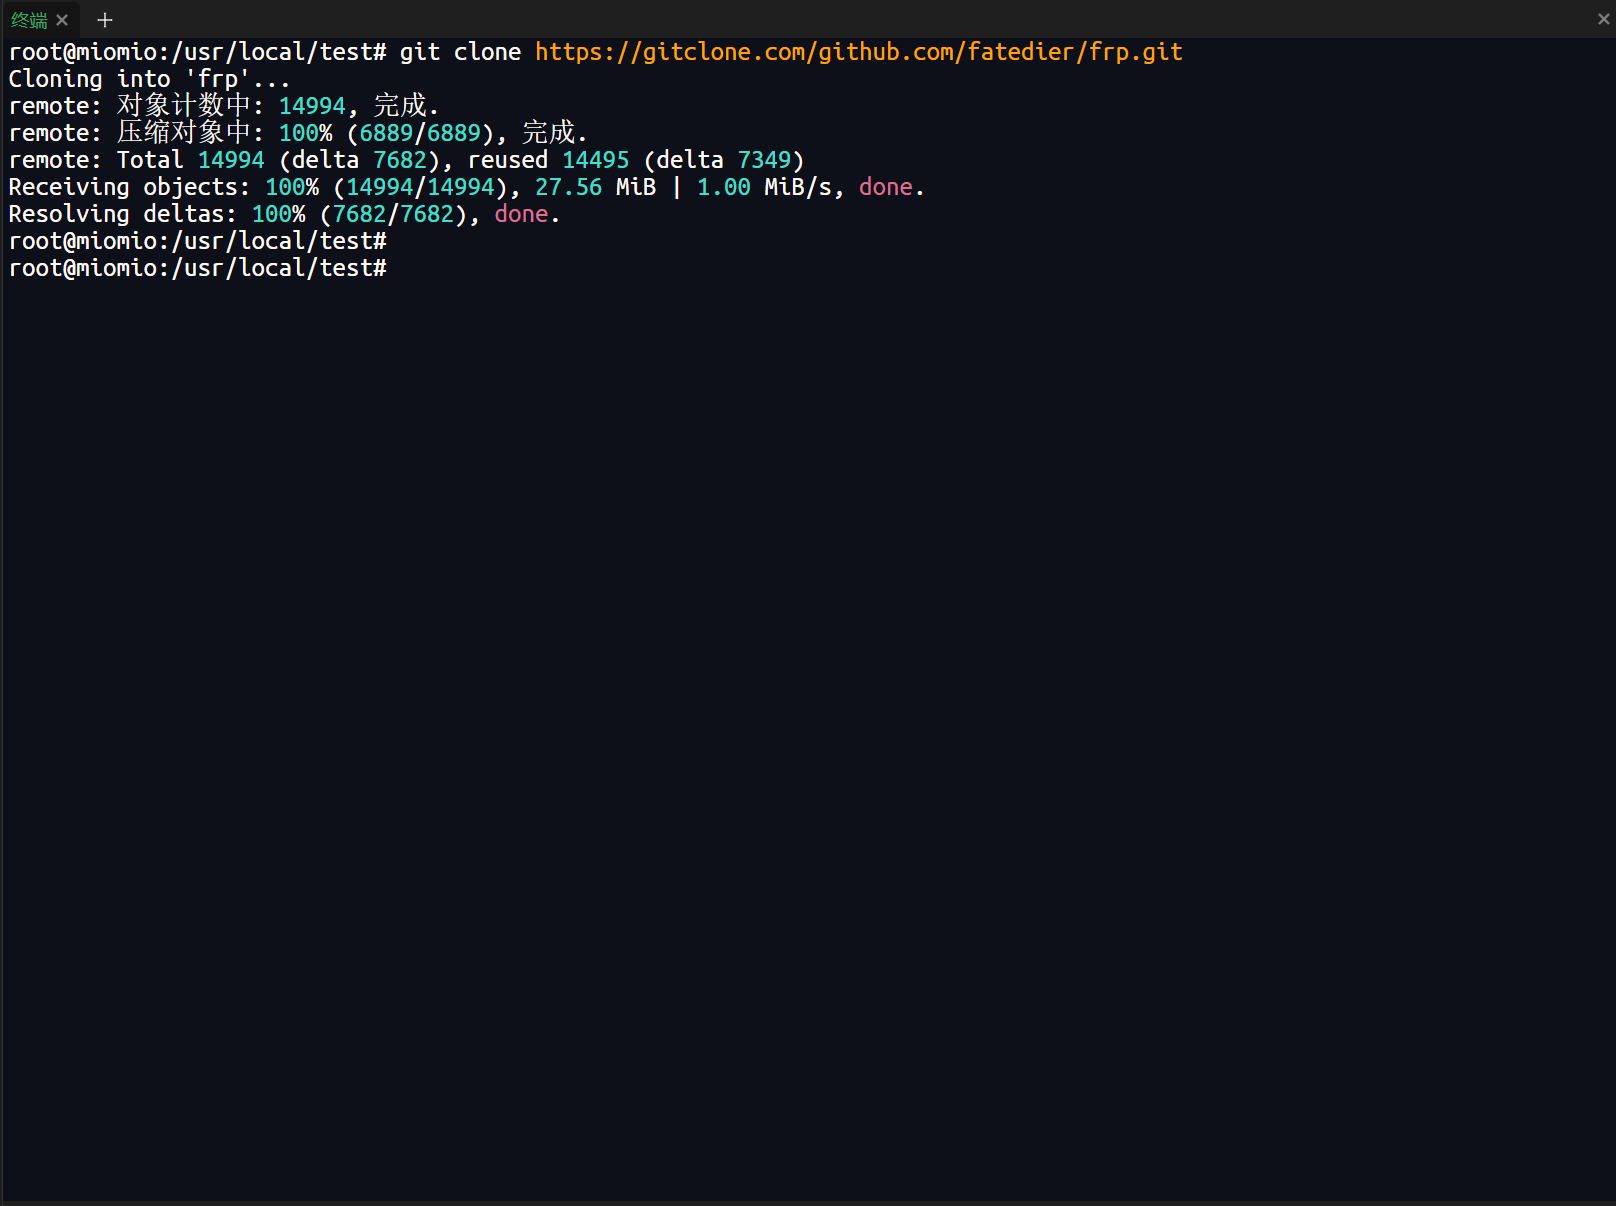 终端
root@miomio:/usr/local/test# git clone https://gitclone.com/github.com/fatedier/frp.git
Cloning into 'frp'...
remote: 对象计数中: 14994, 完成.
remote: 压缩对象中: 100% (6889/6889), 完成.
remote: Total 14994 (delta 7682), reused 14495 (delta 7349)
Receiving objects: 100% (14994/14994), 27.56 MiB | 1.00 MiB/s, done.
Resolving deltas: 100% (7682/7682), done.
root@miomio:/usr/local/test#
root@miomio:/usr/local/test#